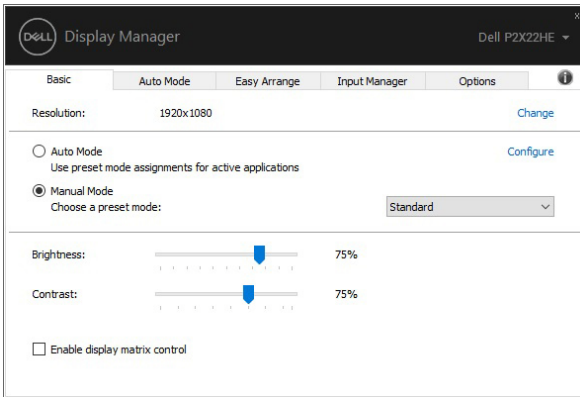 DELL Display Manager Dell P2X22HE
Basic Auto Mode Easy Arrange Input Manager Options
Resolution: 1920x1080 Change
Auto Mode Configure
Use preset mode assignments for active applications
Manual Mode
Choose a preset mode: Standard
Brightness: 75%
Contrast: 75%
Enable display matrix control